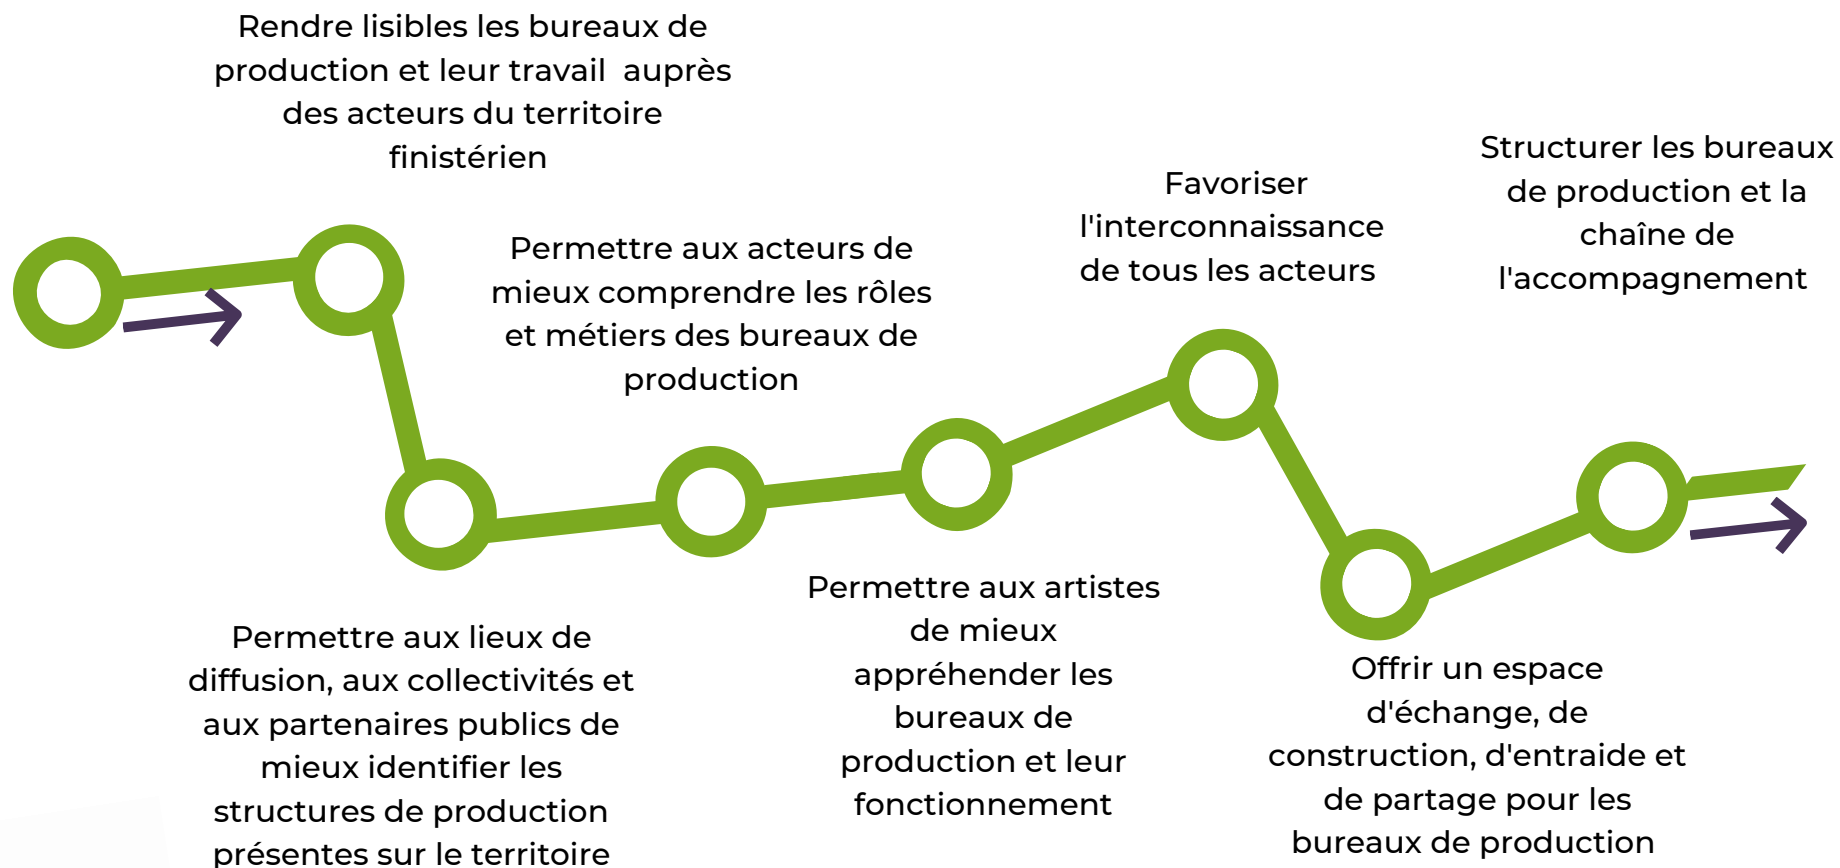 Rendre lisibles les bureaux de
production et leur travail  auprès
des acteurs du territoire
finistérien
Permettre aux lieux de
diffusion, aux collectivités et
aux partenaires publics de
mieux identifier les
structures de production
présentes sur le territoire
Permettre aux acteurs de
mieux comprendre les rôles
et métiers des bureaux de
production
Permettre aux artistes
de mieux
appréhender les
bureaux de
production et leur
fonctionnement
Favoriser
l'interconnaissance
de tous les acteurs
Offrir un espace
d'échange, de
construction, d'entraide et
de partage pour les
bureaux de production
Structurer les bureaux
de production et la
chaîne de
l'accompagnement